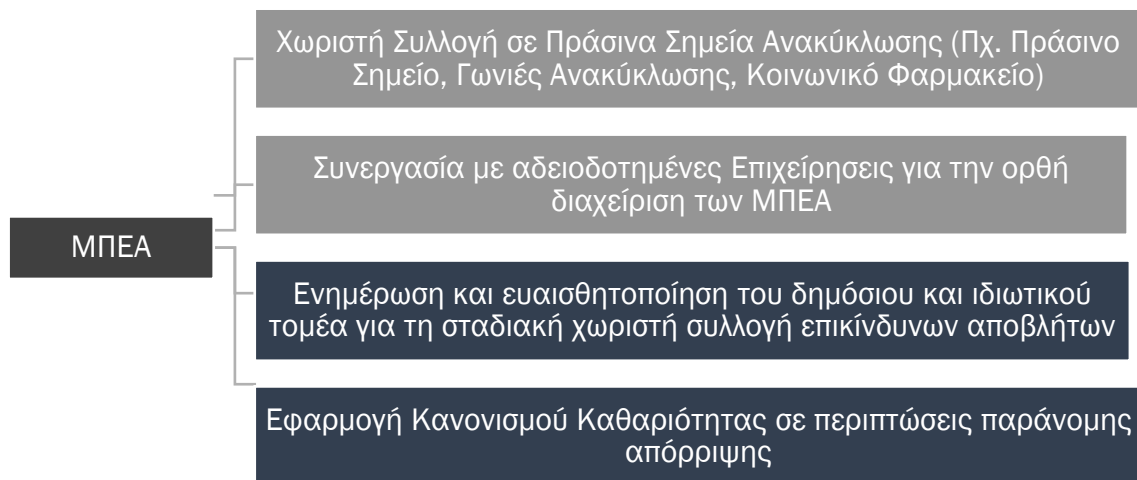 Χωριστή Συλλογή σε Πράσινα Σημεία Ανακύκλωσης (Πχ. Πράσινο
Σημείο, Γωνιές Ανακύκλωσης, Κοινωνικό Φαρμακείο)
Συνεργασία με αδειοδοτημένες Επιχείρησεις για την ορθή
διαχείριση των ΜΠΕΑ
ΜΠΕΑ
Ενημέρωση και ευαισθητοποίηση του δημόσιου και ιδιωτικού
τομέα για τη σταδιακή χωριστή συλλογή επικίνδυνων αποβλήτων
Εφαρμογή Κανονισμού Καθαριότητας σε περιπτώσεις παράνομης
απόρριψης